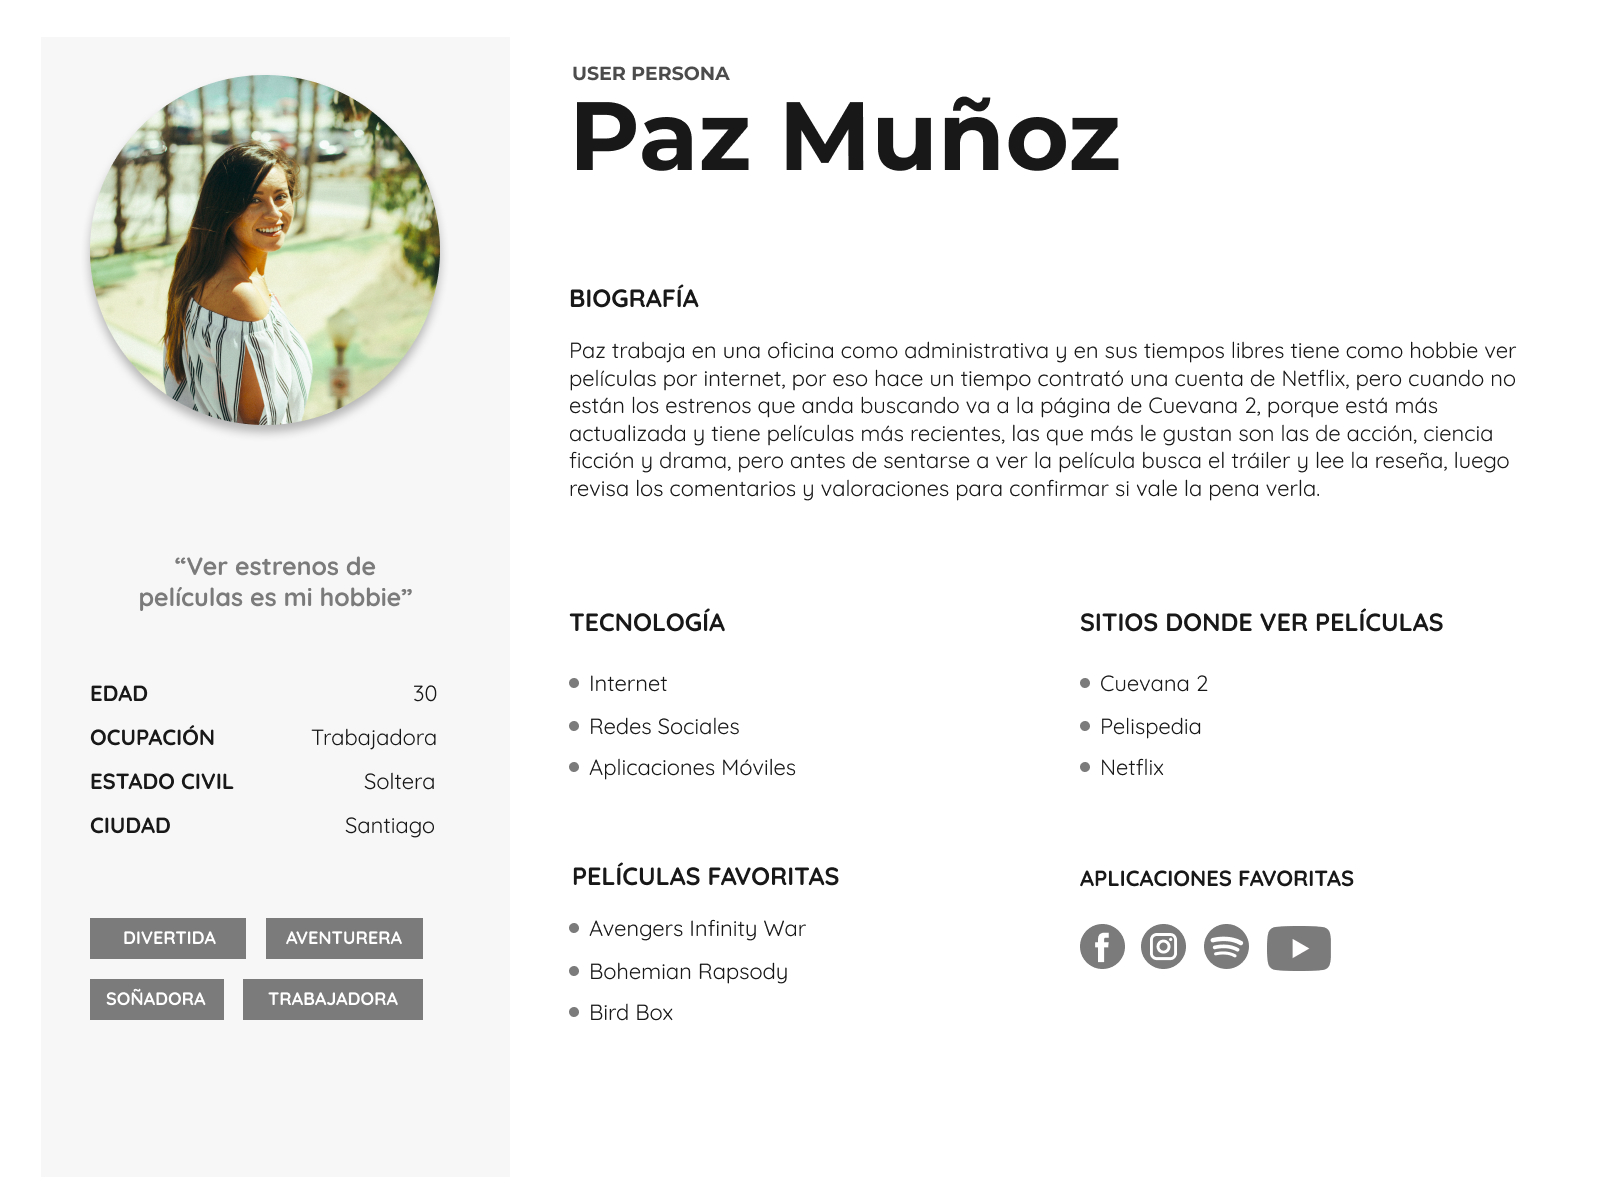 USER PERSONA
Paz Muñoz
BIOGRAFÍA
Paz trabaja en una oficina como administrativa y en sus tiempos libres tiene como hobbie ver
películas por internet, por eso hace un tiempo contrató una cuenta de Netflix, pero cuando no
están los estrenos que anda buscando va a la página de Cuevana 2, porque está más
actualizada y tiene películas más recientes, las que más le gustan son las de acción, ciencia
ficción y drama, pero antes de sentarse a ver la película busca el tráiler y lee la reseña, luego
revisa los comentarios y valoraciones para confirmar si vale la pena verla.
“Ver estrenos de
películas es mi hobbie”
EDAD 30
OCUPACIÓN Trabajadora
ESTADO CIVIL Soltera
CIUDAD Santiago
DIVERTIDA AVENTURERA
SOÑADORA TRABAJADORA
TECNOLOGÍA
Internet
Redes Sociales
Aplicaciones Móviles
SITIOS DONDE VER PELÍCULAS
Cuevana 2
Pelispedia
Netflix
PELÍCULAS FAVORITAS
Avengers Infinity War
Bohemian Rapsody
Bird Box
APLICACIONES FAVORITAS